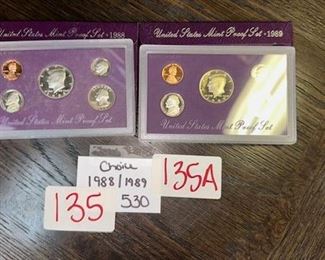 United States Mint Proof Set - 1988
United States Mint Proof Set - 1989
United States Mint Proof Set
United States Mint Proof Set
Choice
1988/1989
530
135
135A